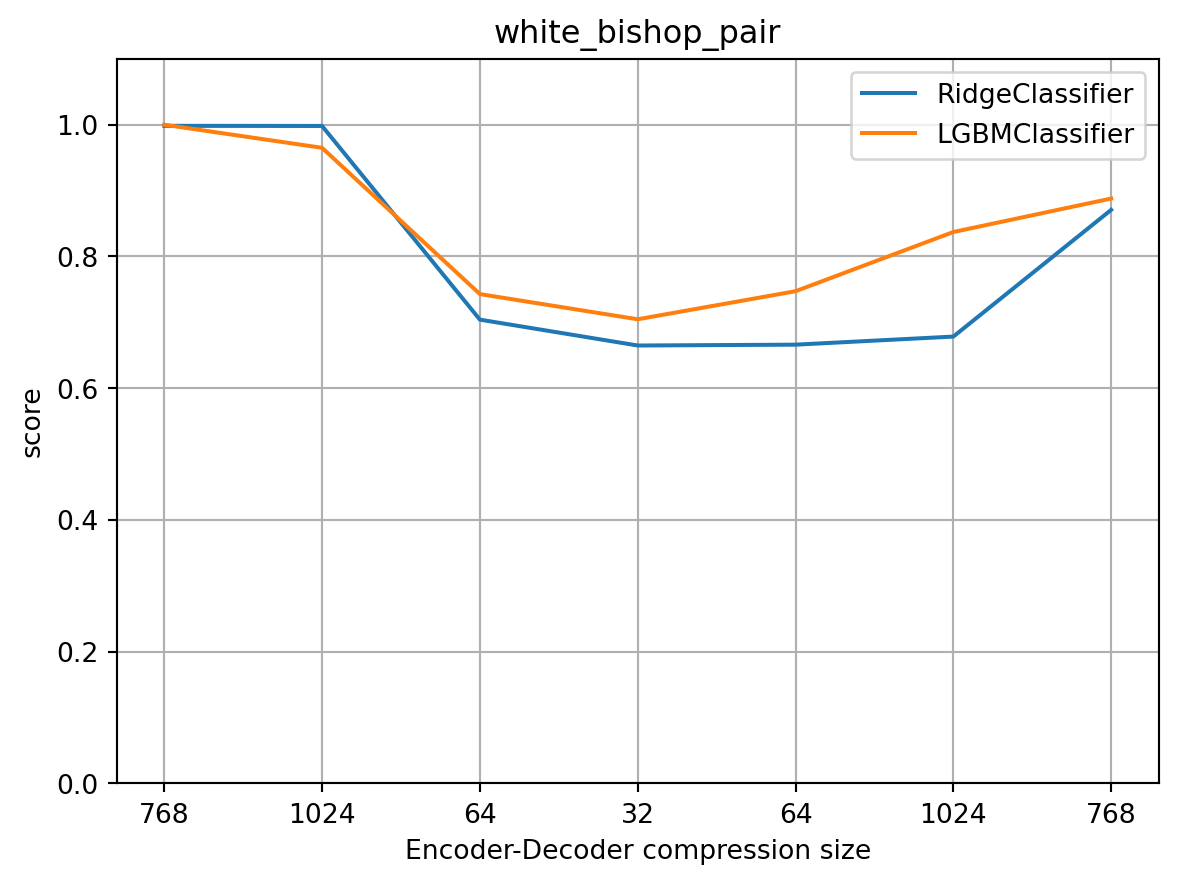 white_bishop_pair
RidgeClassifier
LGBMClassifier
1.0
0.8
0.6
0.4
0.2
0.0
score
768 1024 64 32 64 1024 768
Encoder-Decoder compression size